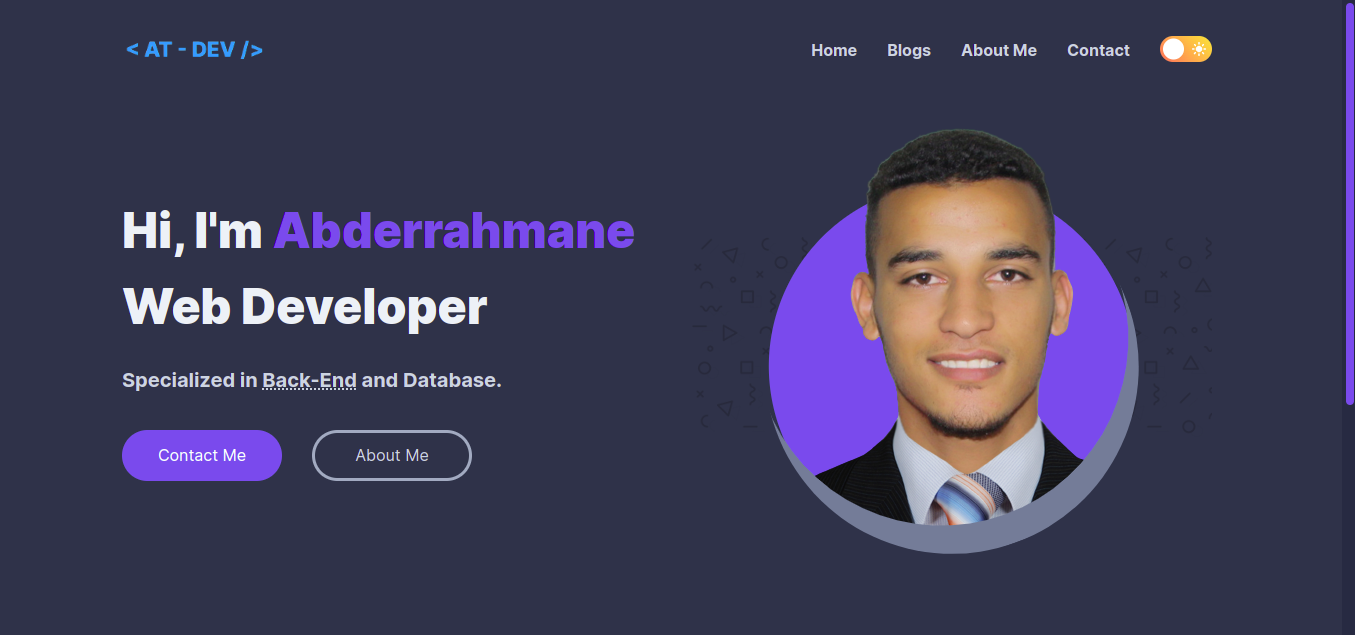 < AT - DEV />
Home
Blogs
About Me
Contact
Hi, I'm Abderrahmane
Web Developer
Specialized in Back-End and Database.
Contact Me
About Me